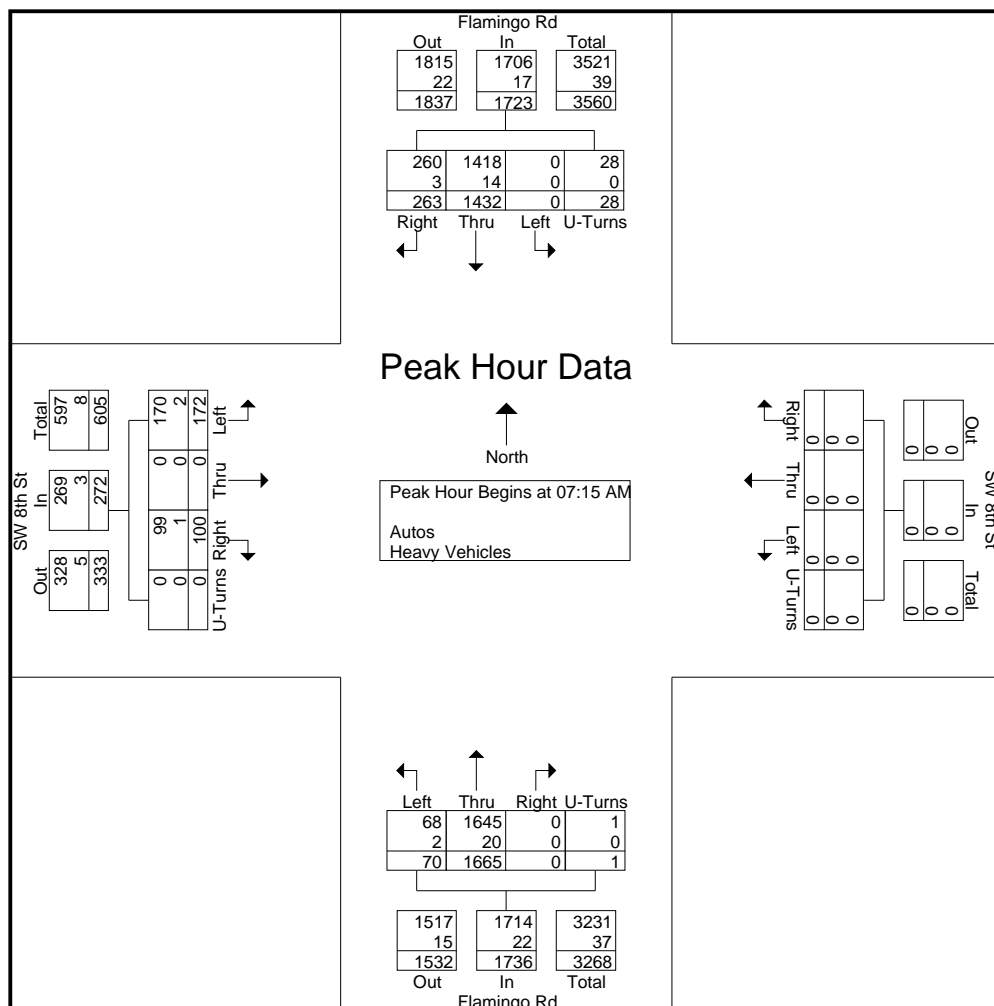 Flamingo Rd
Out In Total
1815 1706 3521
22 17 39
1837 1723 3560
260 1418 0 28
3 14 0 0
263 1432 0 28
Right Thru Left U-Turns
Peak Hour Data
North
Peak Hour Begins at 07:15 AM
Autos
Heavy Vehicles
SW 8th St
Total In Out
597 269 328
8 3 5
605 272 333
170 0 99 0
2 0 1 0
172 0 100 0
Left Thru Right U-Turns
Right Thru Left U-Turns
0 0 0 0
0 0 0 0
0 0 0 0
Out In Total
0 0 0
0 0 0
0 0 0
SW 8th St
Left Thru Right U-Turns
68 1645 0 1
2 20 0 0
70 1665 0 1
1517 1714 3231
15 22 37
1532 1736 3268
Out In Total
Flamingo Rd